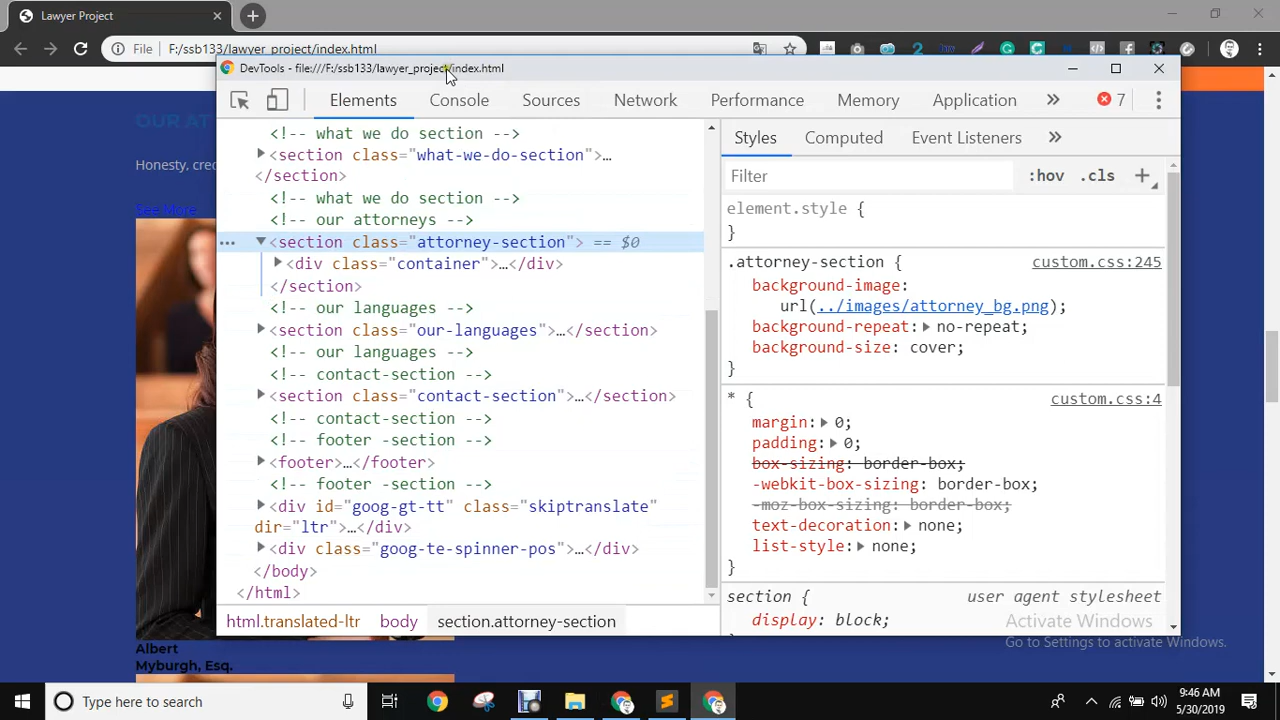 Lawyer Project
File
F:/ssb133/lawyer_project/index.html
DevTools - file:///F:/ssb133/lawyer_project/index.html
Elements
Console
Sources
Network
Performance
Memory
Application
7
<!-- what we do section -->
<section class="what-we-do-section">…
</section>
<!-- what we do section -->
<!-- our attorneys -->
<section class="attorney-section"> == $0
<div class="container">…</div>
</section>
<!-- our languages -->
<section class="our-languages">…</section>
<!-- our languages -->
<!-- contact-section -->
<section class="contact-section">…</section>
<!-- contact-section -->
<!-- footer -section -->
<footer>…</footer>
<!-- footer -section -->
<div id="goog-gt-tt" class="skiptranslate"
dir="ltr">…</div>
<div class="goog-te-spinner-pos">…</div>
</body>
</html>
html.translated-ltr
body
section.attorney-section
Styles
Computed
Event Listeners
Filter
:hov
.cls
element.style {
}
.attorney-section {
custom.css:245
background-image:
url(../images/attorney_bg.png);
background-repeat: no-repeat;
background-size: cover;
}
* {
custom.css:4
margin: 0;
padding: 0;
box-sizing: border-box;
-webkit-box-sizing: border-box;
-moz-box-sizing: border-box;
text-decoration: none;
list-style: none;
}
section {
user agent stylesheet
display: block;
Activate Windows
Go to Settings to activate Windows.
OUR AT
Honesty, cred
See More
Albert
Myburgh, Esq.
Type here to search
9:46 AM
5/30/2019